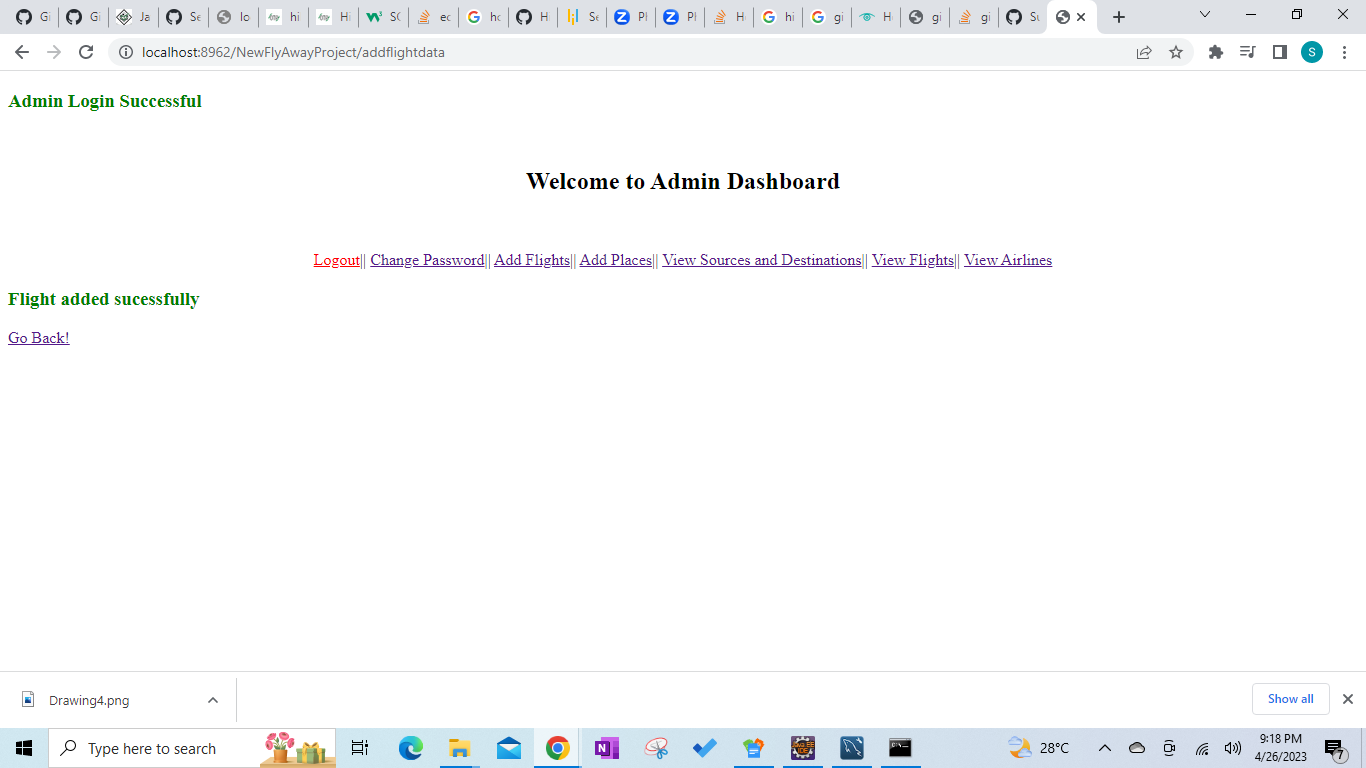 Gi
G
Ja
Se
lo
hi
HI
SC
ec
ho
H
Se
Pl
Pl
H
hi
gi
H
gi
gi
Su
localhost:8962/NewFlyAwayProject/addflightdata
S
Admin Login Successful
Welcome to Admin Dashboard
Logout|| Change Password|| Add Flights|| Add Places|| View Sources and Destinations|| View Flights|| View Airlines
Flight added sucessfully
Go Back!
Drawing4.png
Show all
Type here to search
28°C
9:18 PM
4/26/2023
7